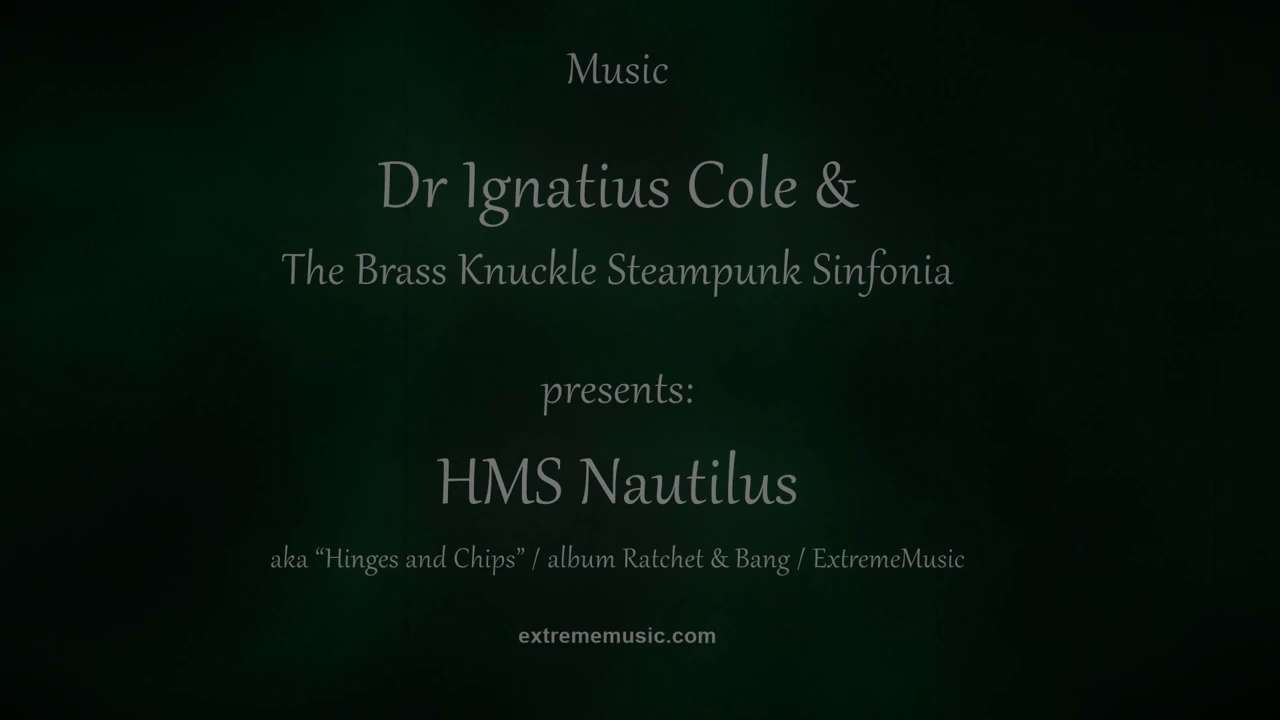 Music
Dr Ignatius Cole &
The Brass Knuckle Steampunk Sinfonia
presents:
HMS Nautilus
aka “Hinges and Chips” / album Ratchet & Bang / ExtremeMusic
extrememusic.com